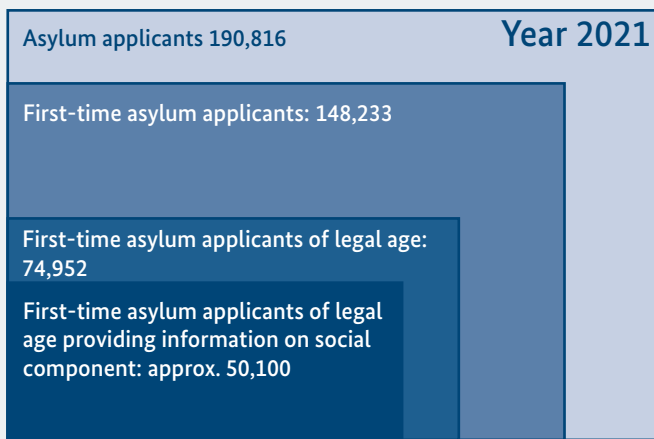 Asylum applicants 190,816
Year 2021
First-time asylum applicants: 148,233
First-time asylum applicants of legal age:
74,952
First-time asylum applicants of legal
age providing information on social
component: approx. 50,100